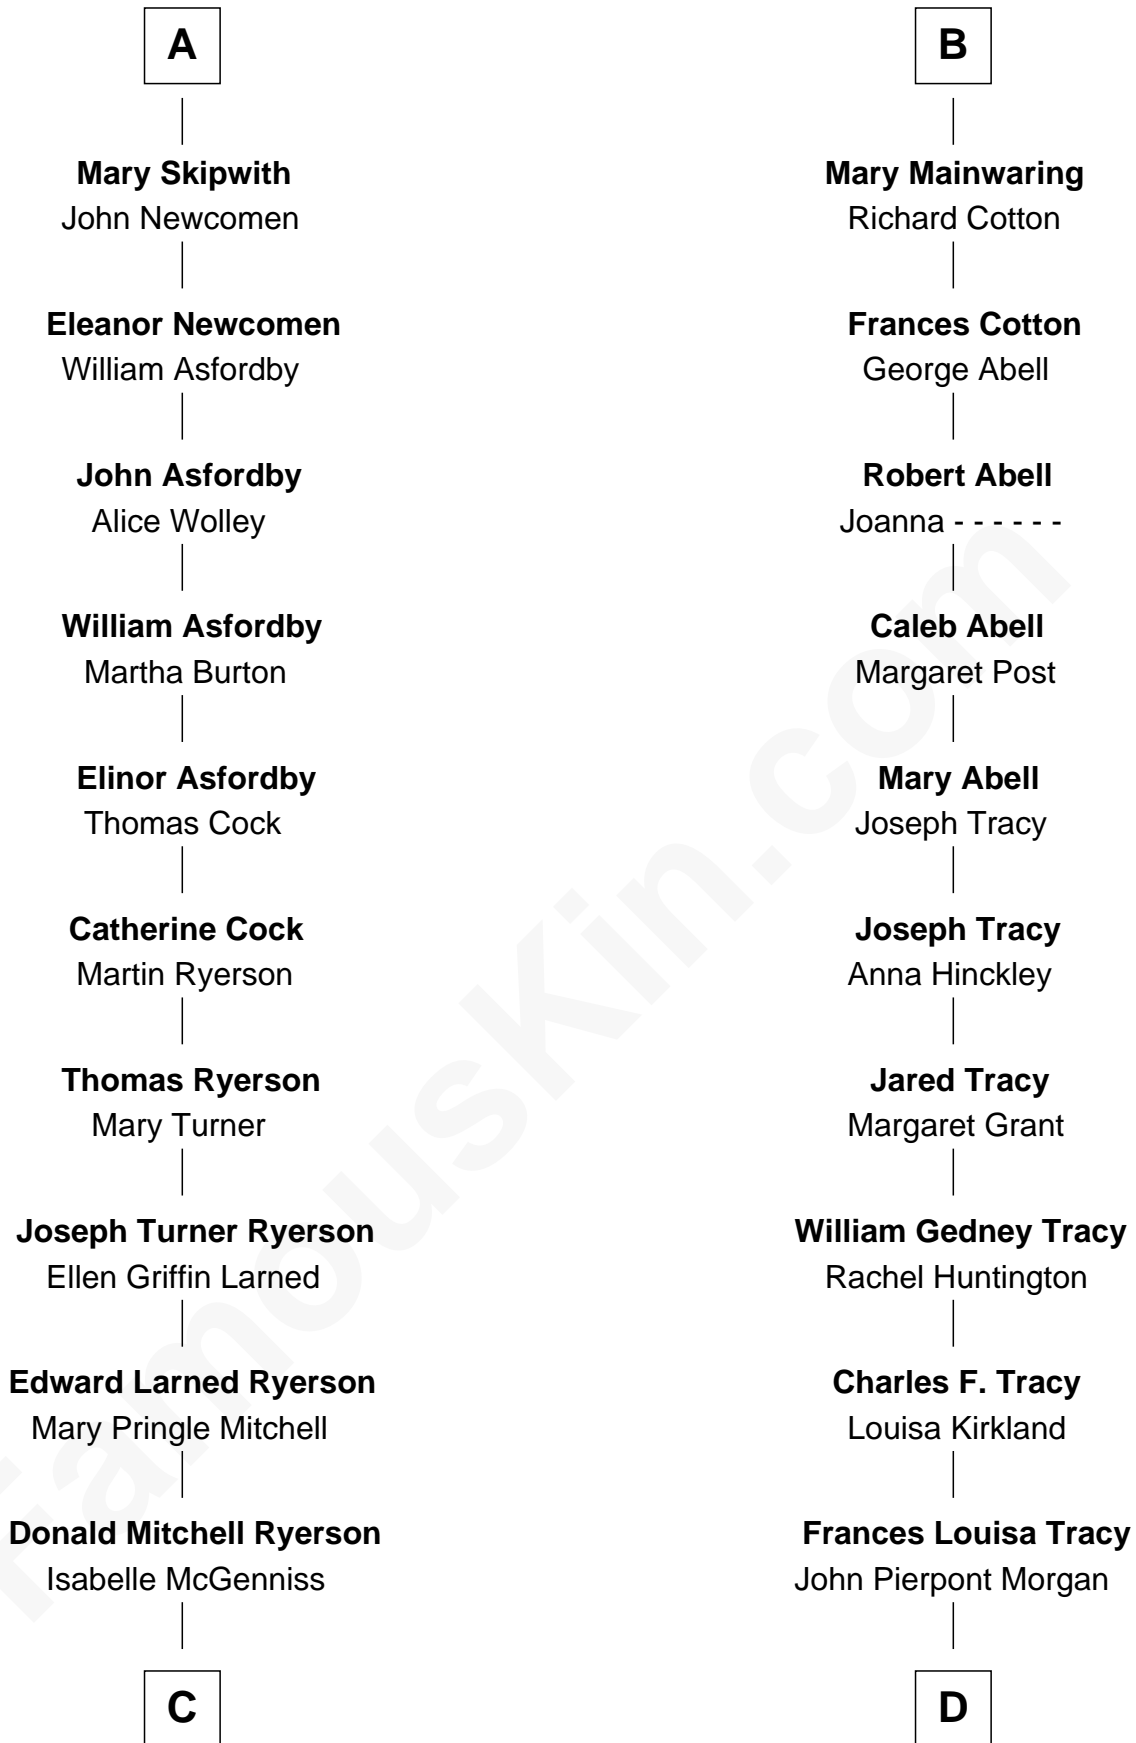 A
Mary Skipwith
John Newcomen
Eleanor Newcomen
William Asfordby
John Asfordby
Alice Wolley
William Asfordby
Martha Burton
Elinor Asfordby
Thomas Cock
Catherine Cock
Martin Ryerson
Thomas Ryerson
Mary Turner
Joseph Turner Ryerson
Ellen Griffin Larned
Edward Larned Ryerson
Mary Pringle Mitchell
Donald Mitchell Ryerson
Isabelle McGenniss
C
B
Mary Mainwaring
Richard Cotton
Frances Cotton
George Abell
Robert Abell
Joanna - - - - - -
Caleb Abell
Margaret Post
Mary Abell
Joseph Tracy
Joseph Tracy
Anna Hinckley
Jared Tracy
Margaret Grant
William Gedney Tracy
Rachel Huntington
Charles F. Tracy
Louisa Kirkland
Frances Louisa Tracy
John Pierpont Morgan
D
FamousKin.com